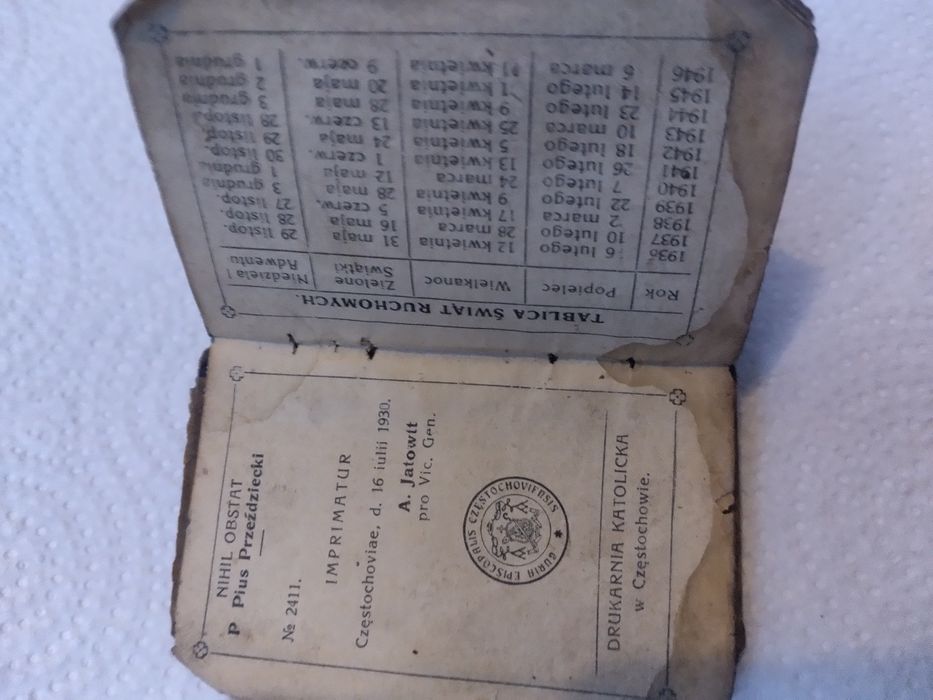 TABLICA ŚWIĄT RUCHOMYCH.
Rok Popielec Wielkanoc Zielone Świątki Niedziela I Adwentu
1936 6 lutego 12 kwietnia 31 maja 29 listop.
1937 10 lutego 28 marca 16 maja 28 listop.
1938 2 marca 17 kwietnia 5 czerw. 27 listop.
1939 22 lutego 9 kwietnia 28 maja 3 grudnia
1940 7 lutego 24 marca 12 maja 1 grudnia
1941 26 lutego 13 kwietnia 1 czerw. 30 listop.
1942 18 lutego 5 kwietnia 24 maja 29 listop.
1943 10 marca 25 kwietnia 13 czerw. 28 listop.
1944 23 lutego 9 kwietnia 28 maja 3 grudnia
1945 14 lutego 1 kwietnia 20 maja 2 grudnia
1946 6 marca 21 kwietnia 9 czerw. 1 grudnia
NIHIL OBSTAT
P Pius Przeździecki
№ 2411.
IMPRIMATUR
Częstochoviae, d. 16 iulii 1930.
A. Jatowtt
pro Vic. Gen.
CURIA EPISCOPALIS CZĘSTOCHOVIENSIS
DRUKARNIA KATOLICKA
w Częstochowie.